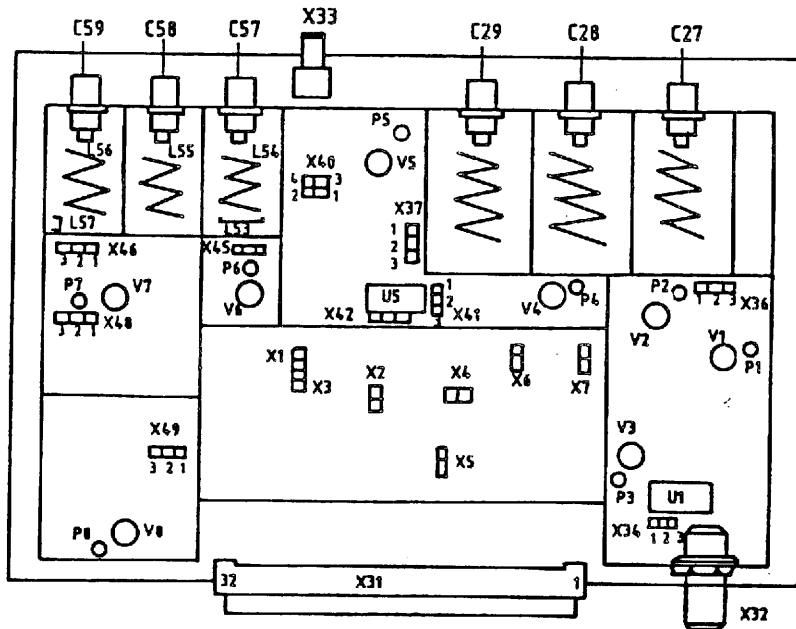 C59 C58 X33 C57 C29 C28 C27
P5
L56 L55 L54 V5
X40
4 3
2 1
X37
1
2
3
L57 L53
X46 X45
3 2 1
P6
P7 V7 V6
X48
3 2 1
U5
1
2
3
X42 X41
V4 P4
P2
1 2 3
X36
V2 V1
P1
X1 X3
X2 X4 X6 X7
X49
3 2 1
X5
V3
P3
U1
X34
1 2 3
P8 V8
32 X31 1
X32